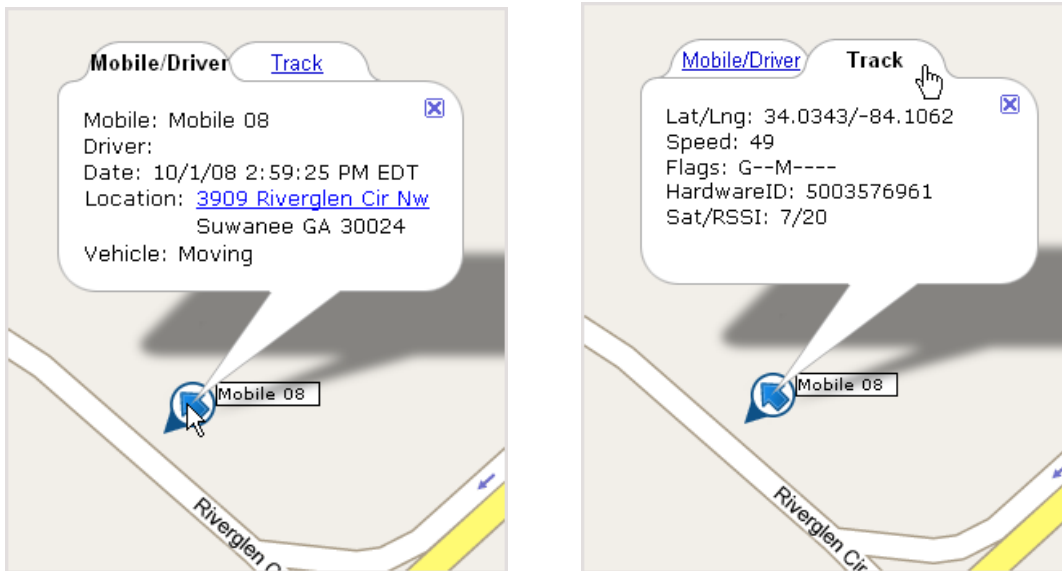 Mobile/Driver Track
Mobile: Mobile 08
Driver:
Date: 10/1/08 2:59:25 PM EDT
Location: 3909 Riverglen Cir Nw
Suwanee GA 30024
Vehicle: Moving
Mobile 08
Riverglen C
Mobile/Driver Track
Lat/Lng: 34.0343/-84.1062
Speed: 49
Flags: G--M----
HardwareID: 5003576961
Sat/RSSI: 7/20
Mobile 08
Riverglen Cir